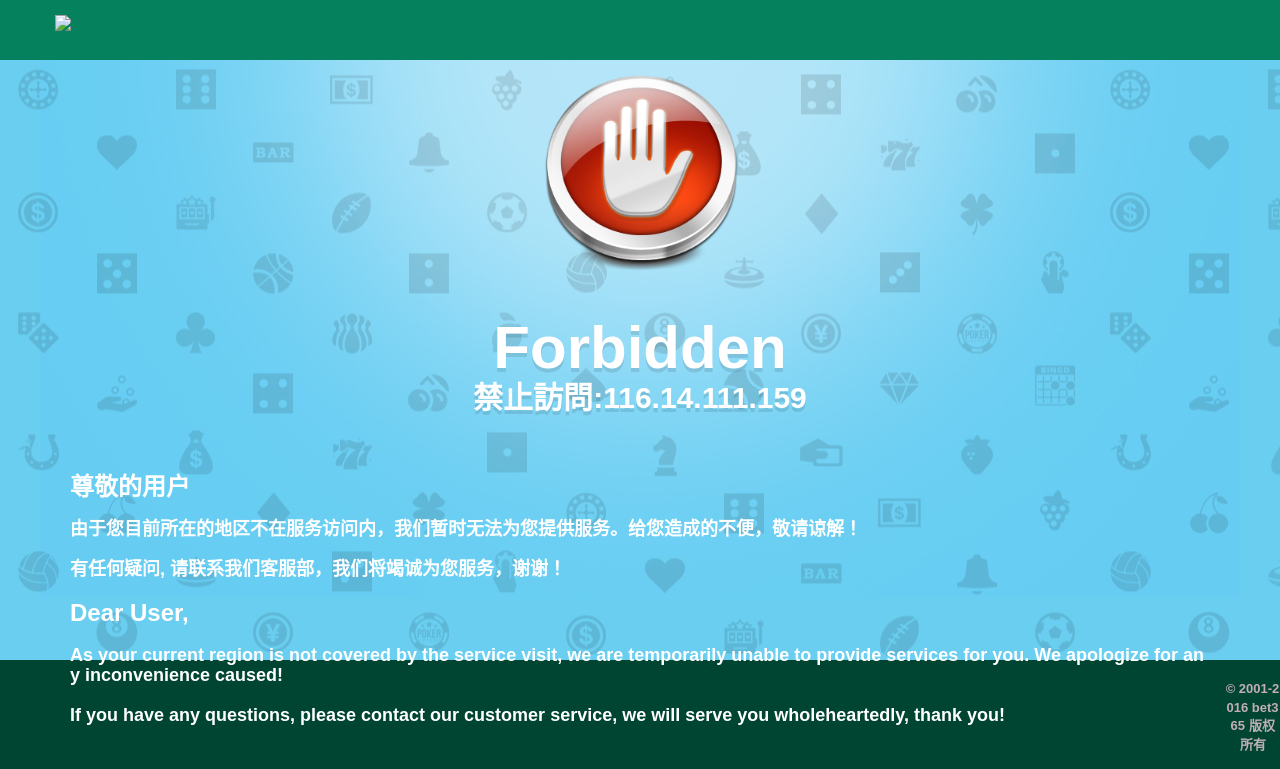 Forbidden
禁止訪問:116.14.111.159
尊敬的用户
由于您目前所在的地区不在服务访问内，我们暂时无法为您提供服务。给您造成的不便，敬请谅解！
有任何疑问, 请联系我们客服部，我们将竭诚为您服务，谢谢！
Dear User,
As your current region is not covered by the service visit, we are temporarily unable to provide services for you. We apologize for an
y inconvenience caused!
If you have any questions, please contact our customer service, we will serve you wholeheartedly, thank you!
© 2001-2
016 bet3
65 版权
所有